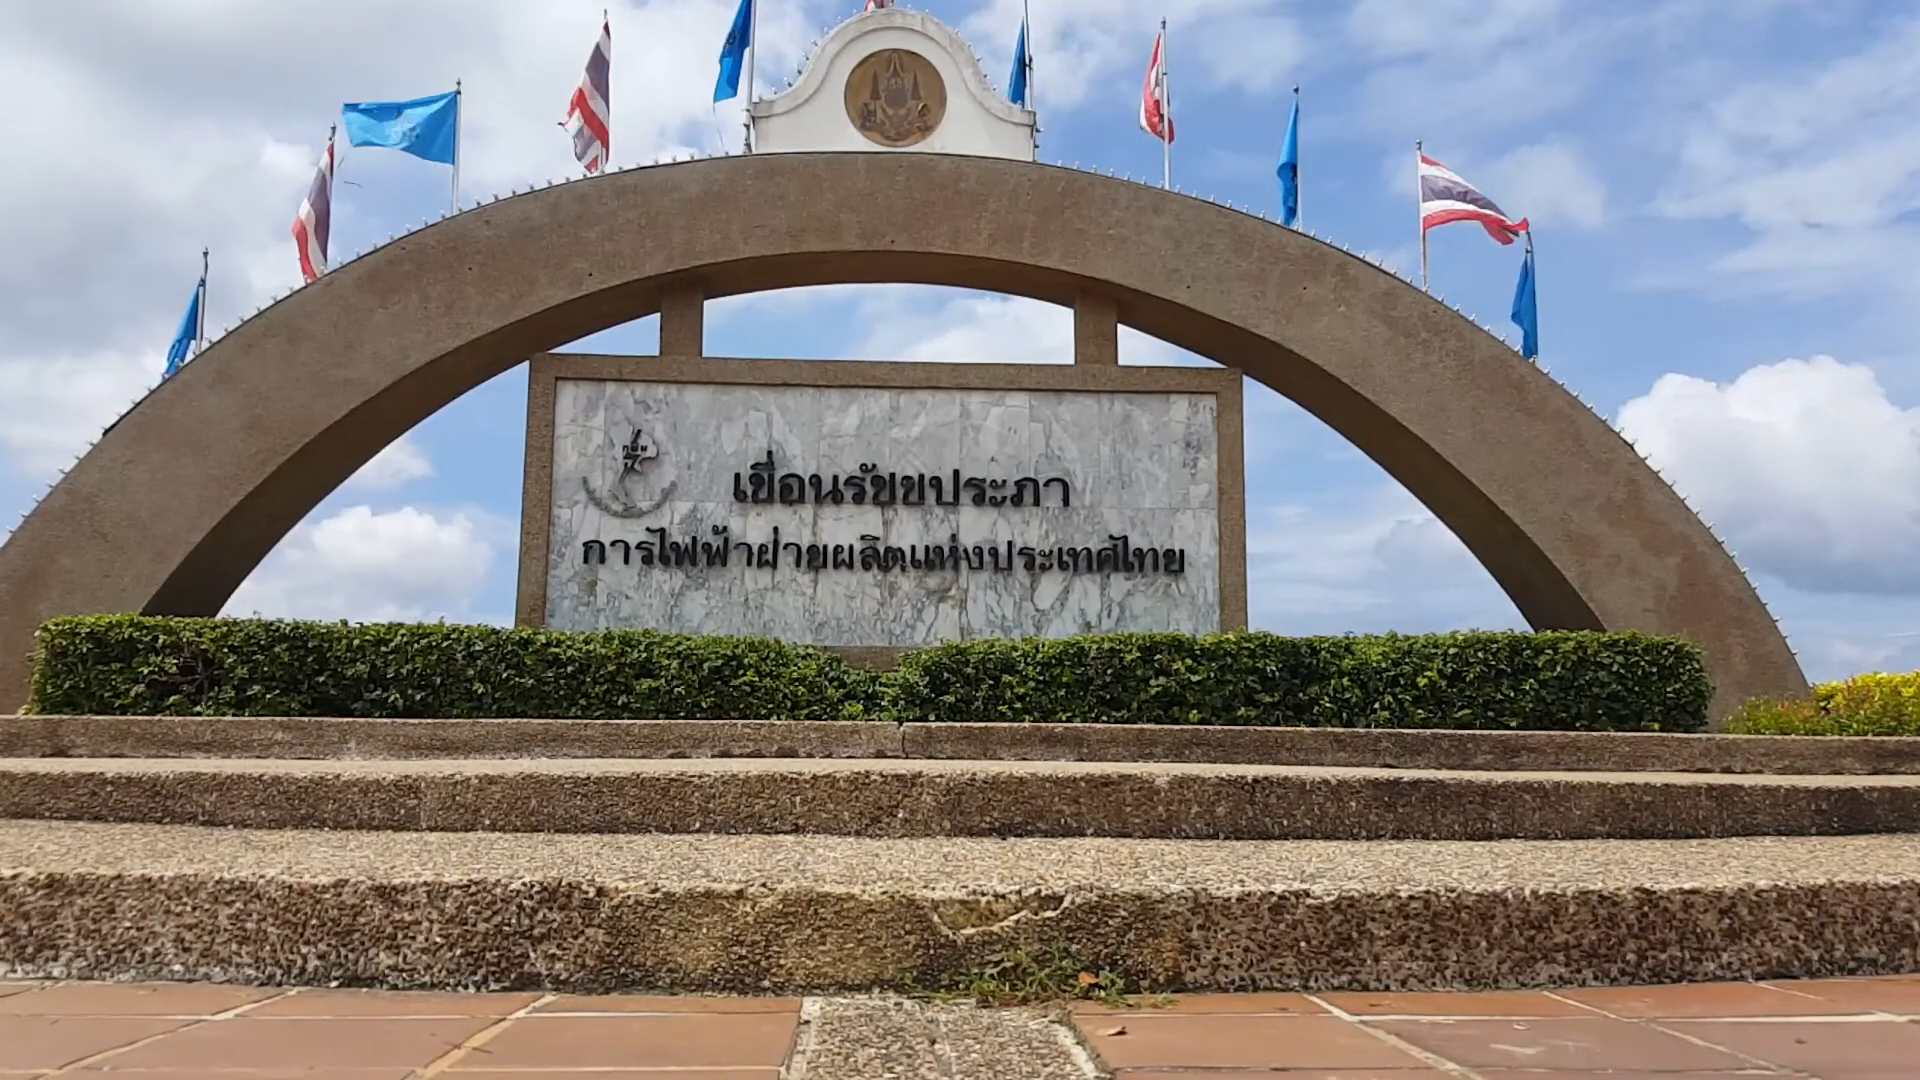 เขื่อนรัชชประภา
การไฟฟ้าฝ่ายผลิตแห่งประเทศไทย